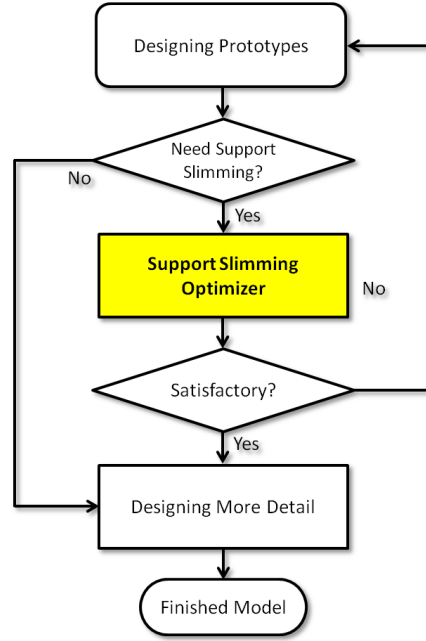 Designing Prototypes
Need Support
Slimming?
No
Yes
Support Slimming
Optimizer
No
Satisfactory?
Yes
Designing More Detail
Finished Model